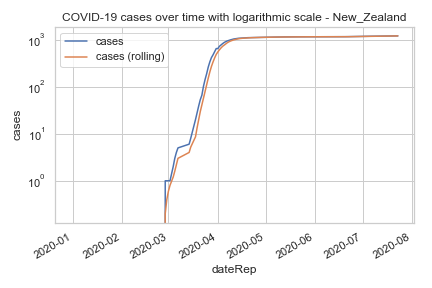 COVID-19 cases over time with logarithmic scale - New_Zealand
cases
cases (rolling)
10³
10²
10¹
10⁰
cases
2020-01
2020-02
2020-03
2020-04
2020-05
2020-06
2020-07
2020-08
dateRep